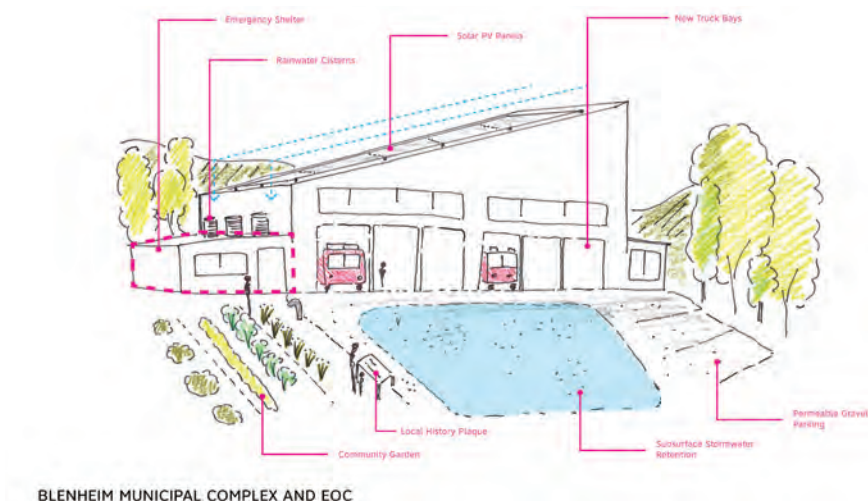 Emergency Shelter
New Truck Bays
Solar PV Panels
Rainwater Cisterns
Permeable Gravel
Parking
Local History Plaque
Subsurface Stormwater
Retention
Community Garden
BLENHEIM MUNICIPAL COMPLEX AND EOC